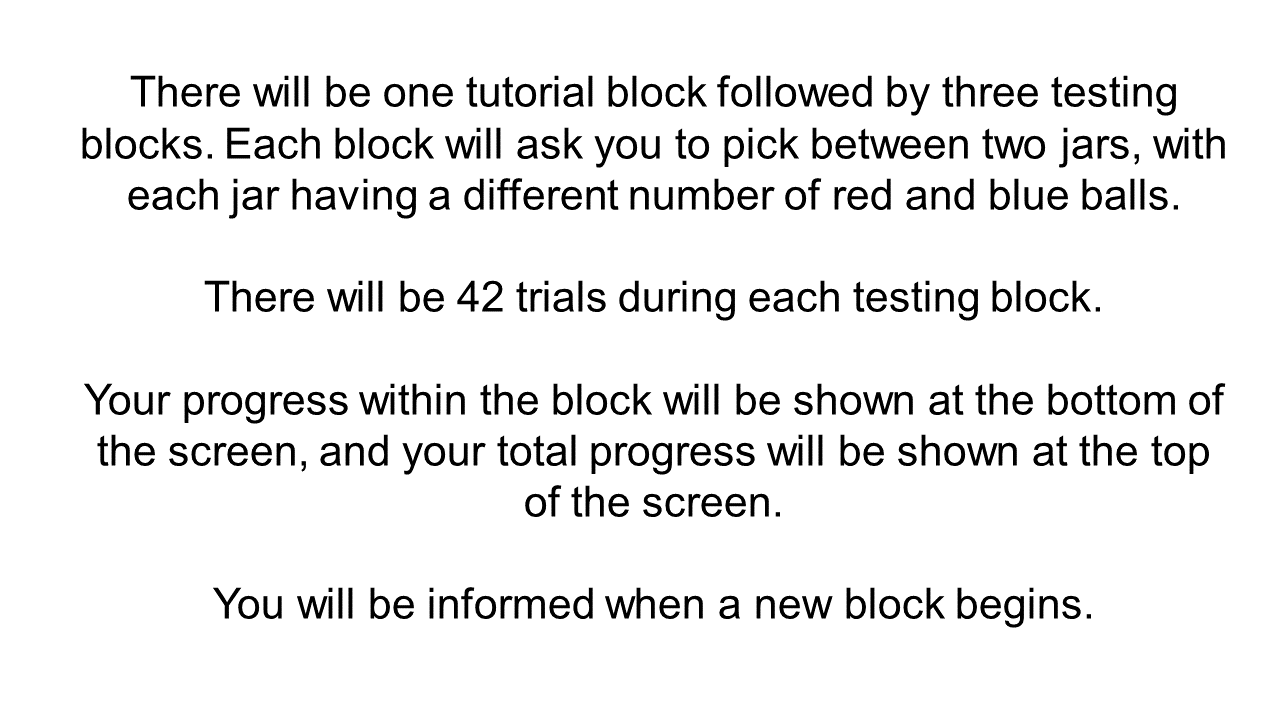 There will be one tutorial block followed by three testing
blocks. Each block will ask you to pick between two jars, with
each jar having a different number of red and blue balls.
There will be 42 trials during each testing block.
Your progress within the block will be shown at the bottom of
the screen, and your total progress will be shown at the top
of the screen.
You will be informed when a new block begins.